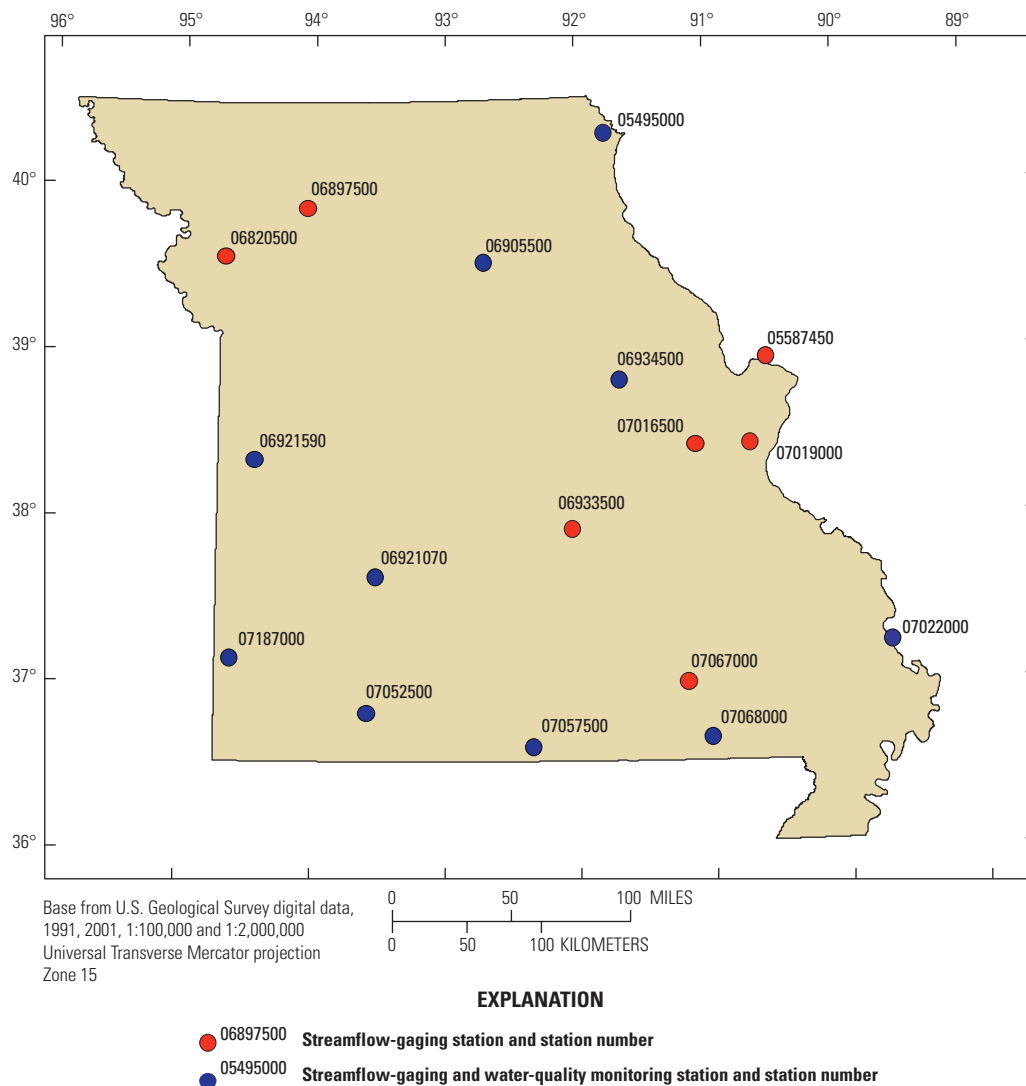 96° 95° 94° 93° 92° 91° 90° 89°
05495000
40°
06897500
06820500
06905500
39°
05587450
06934500
07016500
07019000
06921590
38°
06933500
06921070
07022000
07187000
37°
07067000
07052500
07068000
07057500
36°
0 50 100 MILES
0 50 100 KILOMETERS
Base from U.S. Geological Survey digital data,
1991, 2001, 1:100,000 and 1:2,000,000
Universal Transverse Mercator projection
Zone 15
EXPLANATION
06897500 Streamflow-gaging station and station number
05495000 Streamflow-gaging and water-quality monitoring station and station number